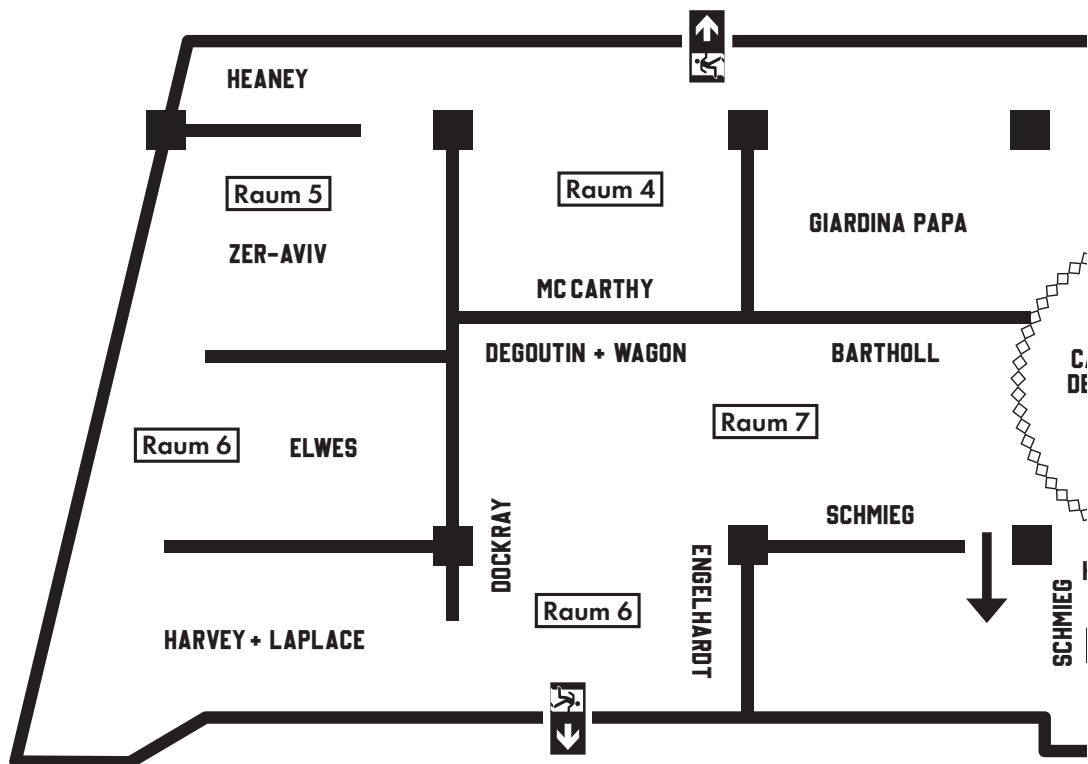 HEANEY
Raum 5
Raum 4
ZER-AVIV
GIARDINA PAPA
MC CARTHY
DEGOUTIN + WAGON
BARTHOLL
Raum 7
Raum 6
ELWES
SCHMIEG
DOCKRAY
ENGELHARDT
Raum 6
SCHMIEG
HARVEY + LAPLACE